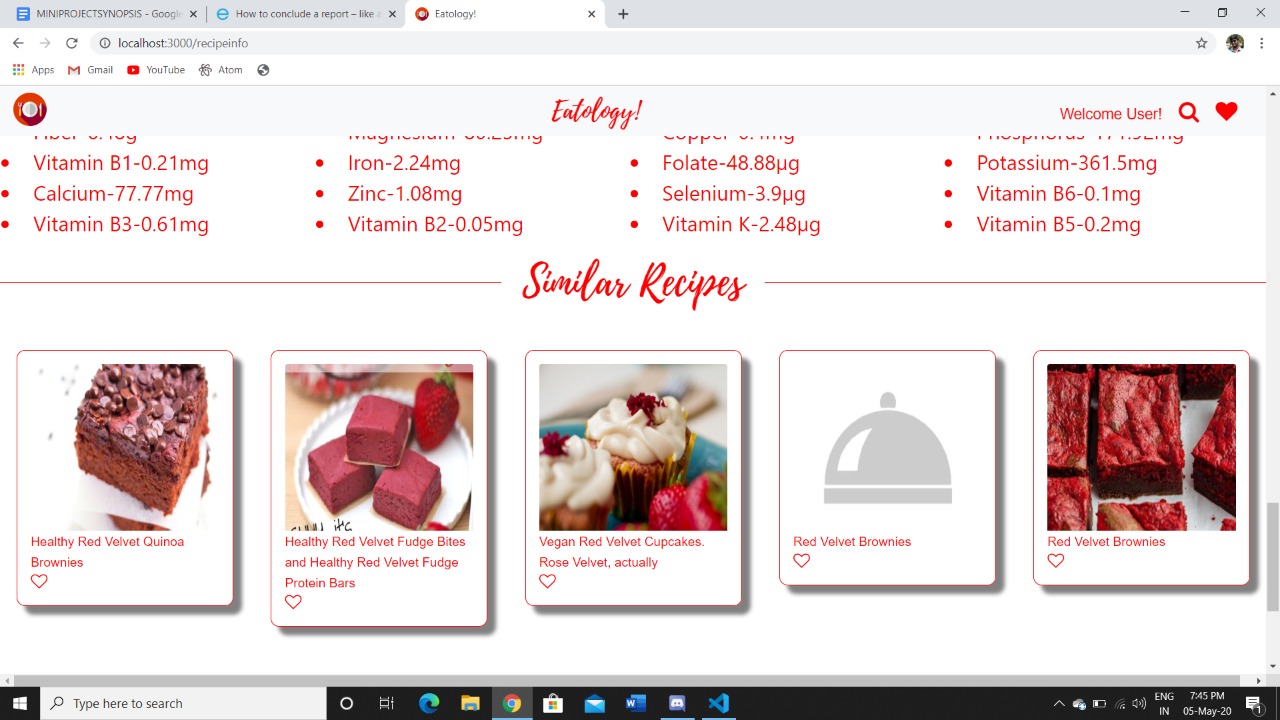 MINIPROJECTSYNOPSIS - Google
How to conclude a report – like a
Eatology!
localhost:3000/recipeinfo
Apps
Gmail
YouTube
Atom
Eatology!
Welcome User!
Vitamin B1-0.21mg
Iron-2.24mg
Folate-48.88µg
Potassium-361.5mg
Calcium-77.77mg
Zinc-1.08mg
Selenium-3.9µg
Vitamin B6-0.1mg
Vitamin B3-0.61mg
Vitamin B2-0.05mg
Vitamin K-2.48µg
Vitamin B5-0.2mg
Similar Recipes
Healthy Red Velvet Quinoa
Brownies
Healthy Red Velvet Fudge Bites
and Healthy Red Velvet Fudge
Protein Bars
Vegan Red Velvet Cupcakes.
Rose Velvet, actually
Red Velvet Brownies
Red Velvet Brownies
Type here to search
ENG
IN
7:45 PM
05-May-20
1